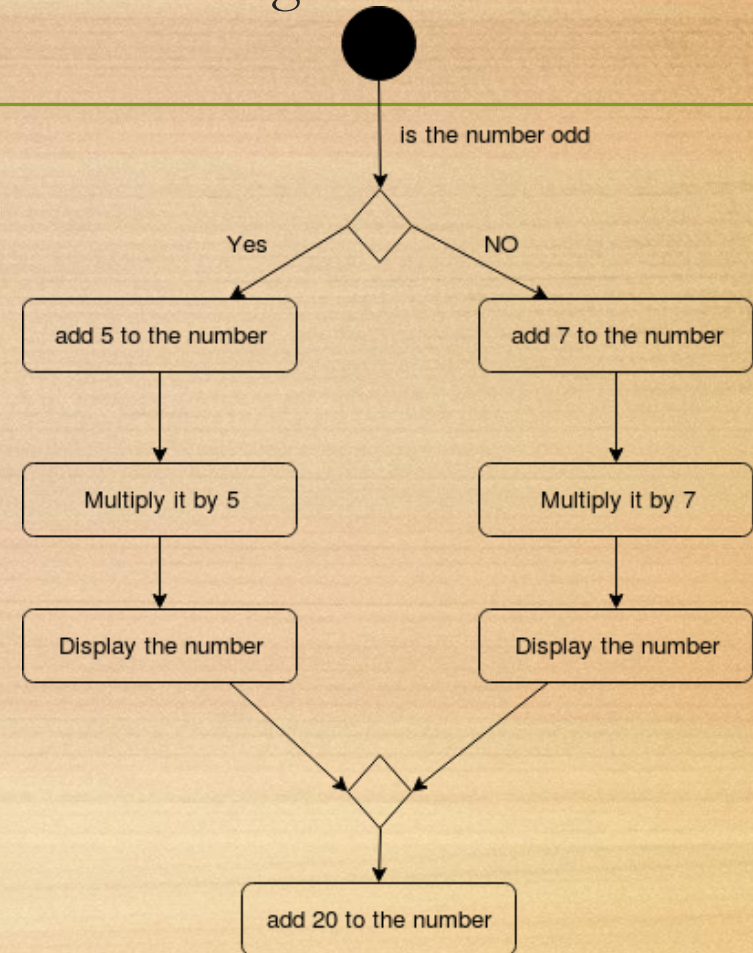 is the number odd
Yes
NO
add 5 to the number
add 7 to the number
Multiply it by 5
Multiply it by 7
Display the number
Display the number
add 20 to the number